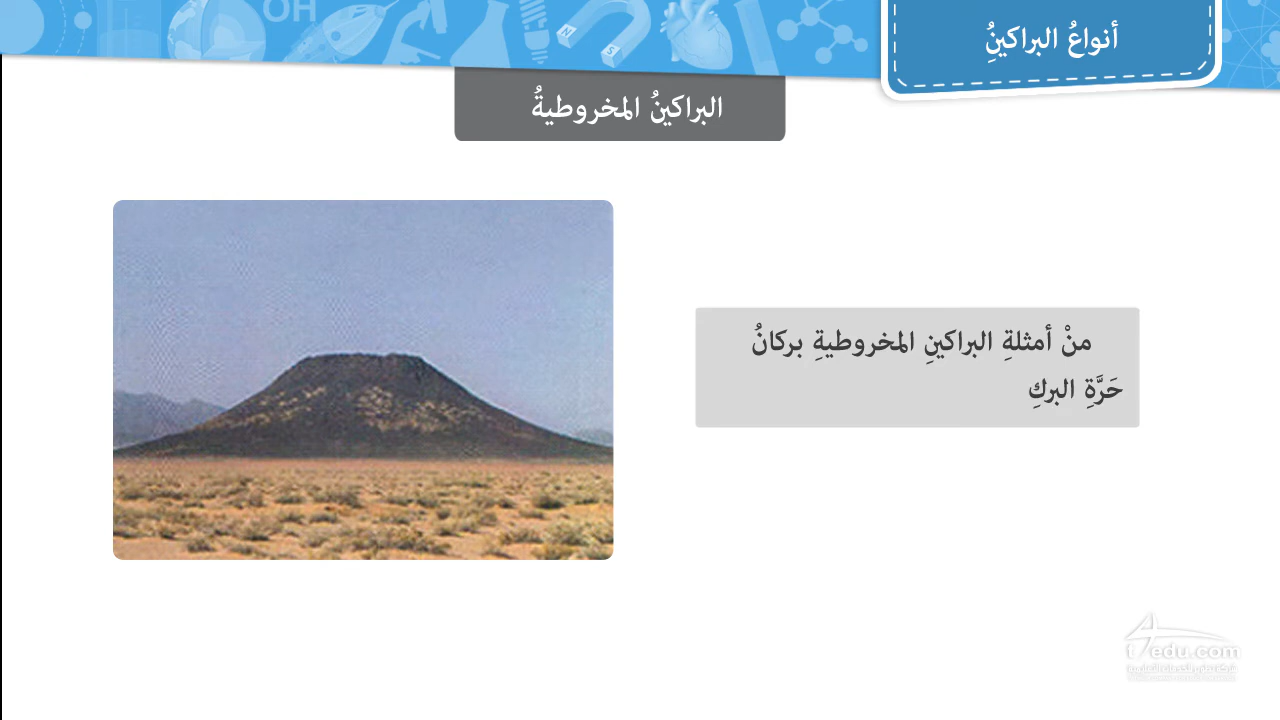 أنواعُ البراكينِ
البراكينُ المخروطيةُ
منْ أمثلةِ البراكينِ المخروطيةِ بركانُ
حَرَّةِ البركِ
t4edu.com